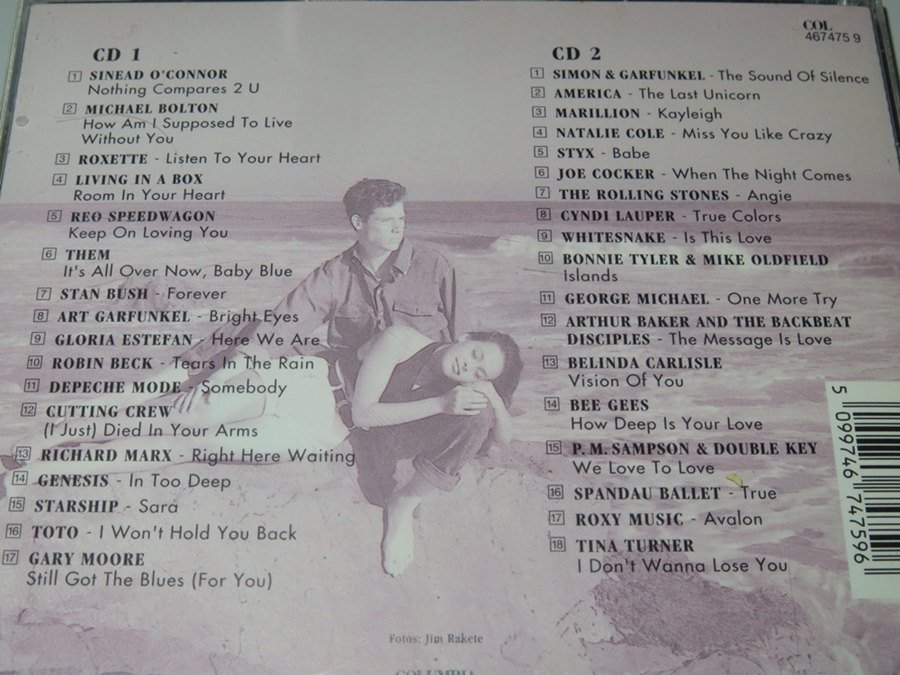 COL
467475 9
CD 1
1 SINEAD O'CONNOR
Nothing Compares 2 U
2 MICHAEL BOLTON
How Am I Supposed To Live
Without You
3 ROXETTE - Listen To Your Heart
4 LIVING IN A BOX
Room In Your Heart
5 REO SPEEDWAGON
Keep On Loving You
6 THEM
It's All Over Now, Baby Blue
7 STAN BUSH - Forever
8 ART GARFUNKEL - Bright Eyes
9 GLORIA ESTEFAN - Here We Are
10 ROBIN BECK - Tears In The Rain
11 DEPECHE MODE - Somebody
12 CUTTING CREW
(I Just) Died In Your Arms
13 RICHARD MARX - Right Here Waiting
14 GENESIS - In Too Deep
15 STARSHIP - Sara
16 TOTO - I Won't Hold You Back
17 GARY MOORE
Still Got The Blues (For You)
CD 2
1 SIMON & GARFUNKEL - The Sound Of Silence
2 AMERICA - The Last Unicorn
3 MARILLION - Kayleigh
4 NATALIE COLE - Miss You Like Crazy
5 STYX - Babe
6 JOE COCKER - When The Night Comes
7 THE ROLLING STONES - Angie
8 CYNDI LAUPER - True Colors
9 WHITESNAKE - Is This Love
10 BONNIE TYLER & MIKE OLDFIELD
Islands
11 GEORGE MICHAEL - One More Try
12 ARTHUR BAKER AND THE BACKBEAT
DISCIPLES - The Message Is Love
13 BELINDA CARLISLE
Vision Of You
14 BEE GEES
How Deep Is Your Love
15 P.M. SAMPSON & DOUBLE KEY
We Love To Love
16 SPANDAU BALLET - True
17 ROXY MUSIC - Avalon
18 TINA TURNER
I Don't Wanna Lose You
5 099746 747596
Fotos: Jim Rakete
COLUMBIA